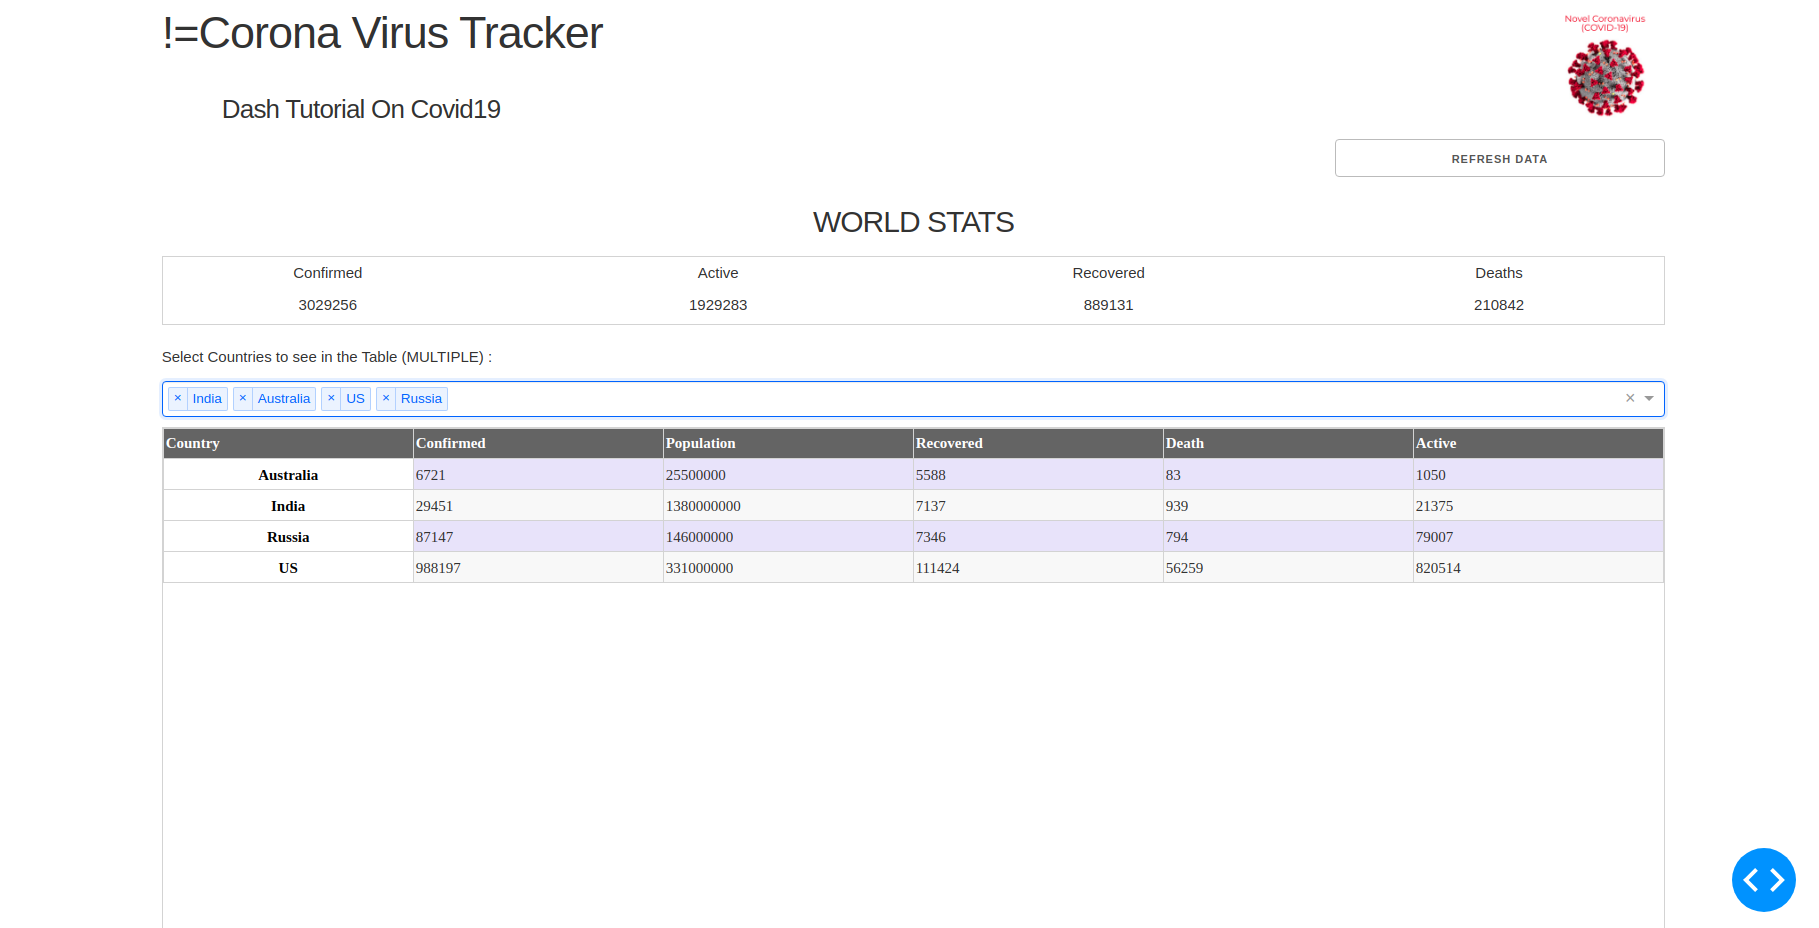 !=Corona Virus Tracker
Novel Coronavirus
(COVID-19)
Dash Tutorial On Covid19
REFRESH DATA
WORLD STATS
Confirmed Active Recovered Deaths
3029256 1929283 889131 210842
Select Countries to see in the Table (MULTIPLE) :
× India × Australia × US × Russia ×
Country Confirmed Population Recovered Death Active
Australia 6721 25500000 5588 83 1050
India 29451 1380000000 7137 939 21375
Russia 87147 146000000 7346 794 79007
US 988197 331000000 111424 56259 820514